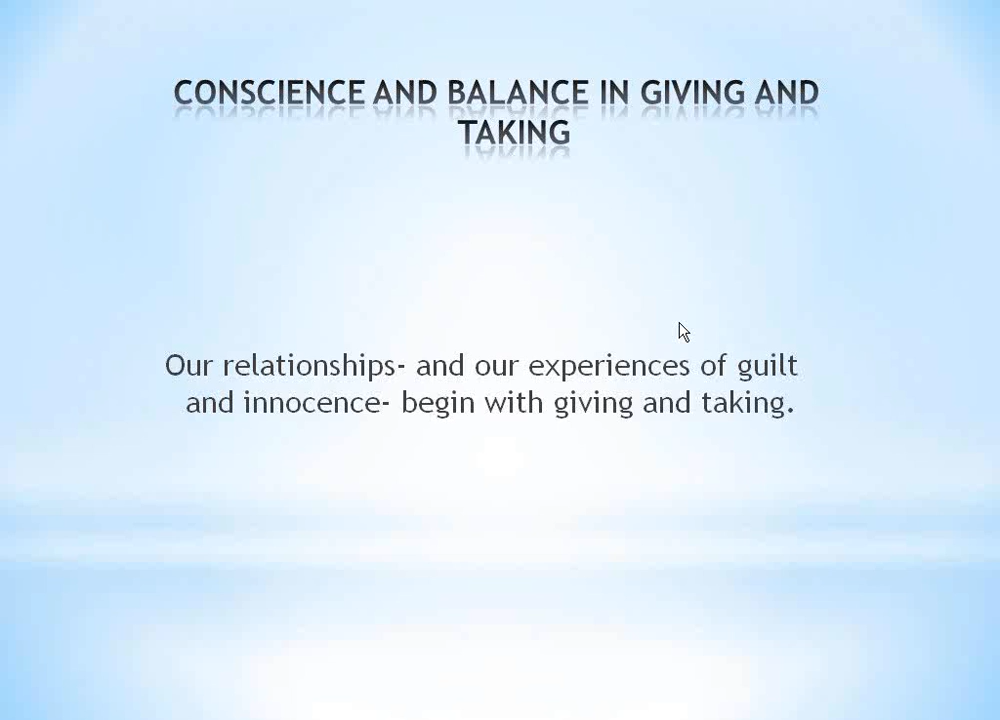 CONSCIENCE AND BALANCE IN GIVING AND
TAKING
Our relationships- and our experiences of guilt
and innocence- begin with giving and taking.